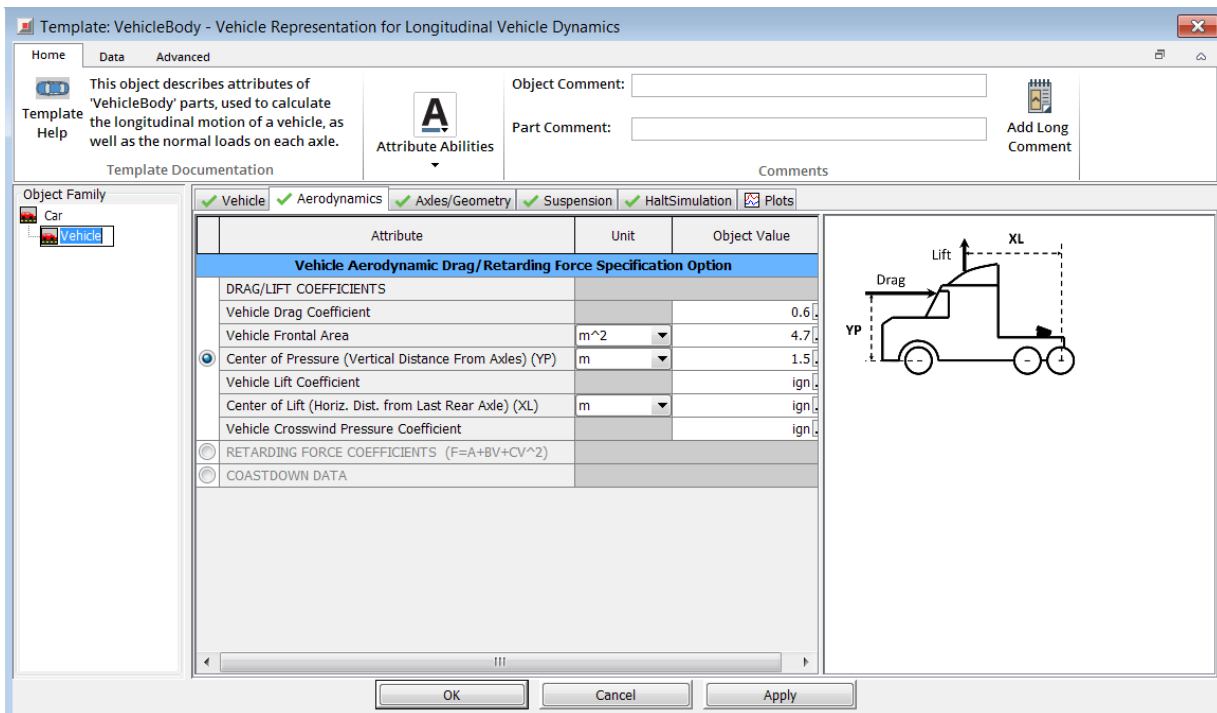 Template: VehicleBody - Vehicle Representation for Longitudinal Vehicle Dynamics
Home Data Advanced
Template Help
This object describes attributes of
'VehicleBody' parts, used to calculate
the longitudinal motion of a vehicle, as
well as the normal loads on each axle.
Template Documentation
A
Attribute Abilities
Object Comment:
Part Comment:
Add Long
Comment
Comments
Object Family
Car
Vehicle
Vehicle Aerodynamics Axles/Geometry Suspension HaltSimulation Plots
Attribute Unit Object Value
Vehicle Aerodynamic Drag/Retarding Force Specification Option
DRAG/LIFT COEFFICIENTS
Vehicle Drag Coefficient 0.6
Vehicle Frontal Area m^2 4.7
Center of Pressure (Vertical Distance From Axles) (YP) m 1.5
Vehicle Lift Coefficient ign
Center of Lift (Horiz. Dist. from Last Rear Axle) (XL) m ign
Vehicle Crosswind Pressure Coefficient ign
RETARDING FORCE COEFFICIENTS (F=A+BV+CV^2)
COASTDOWN DATA
XL
Lift
Drag
YP
OK Cancel Apply